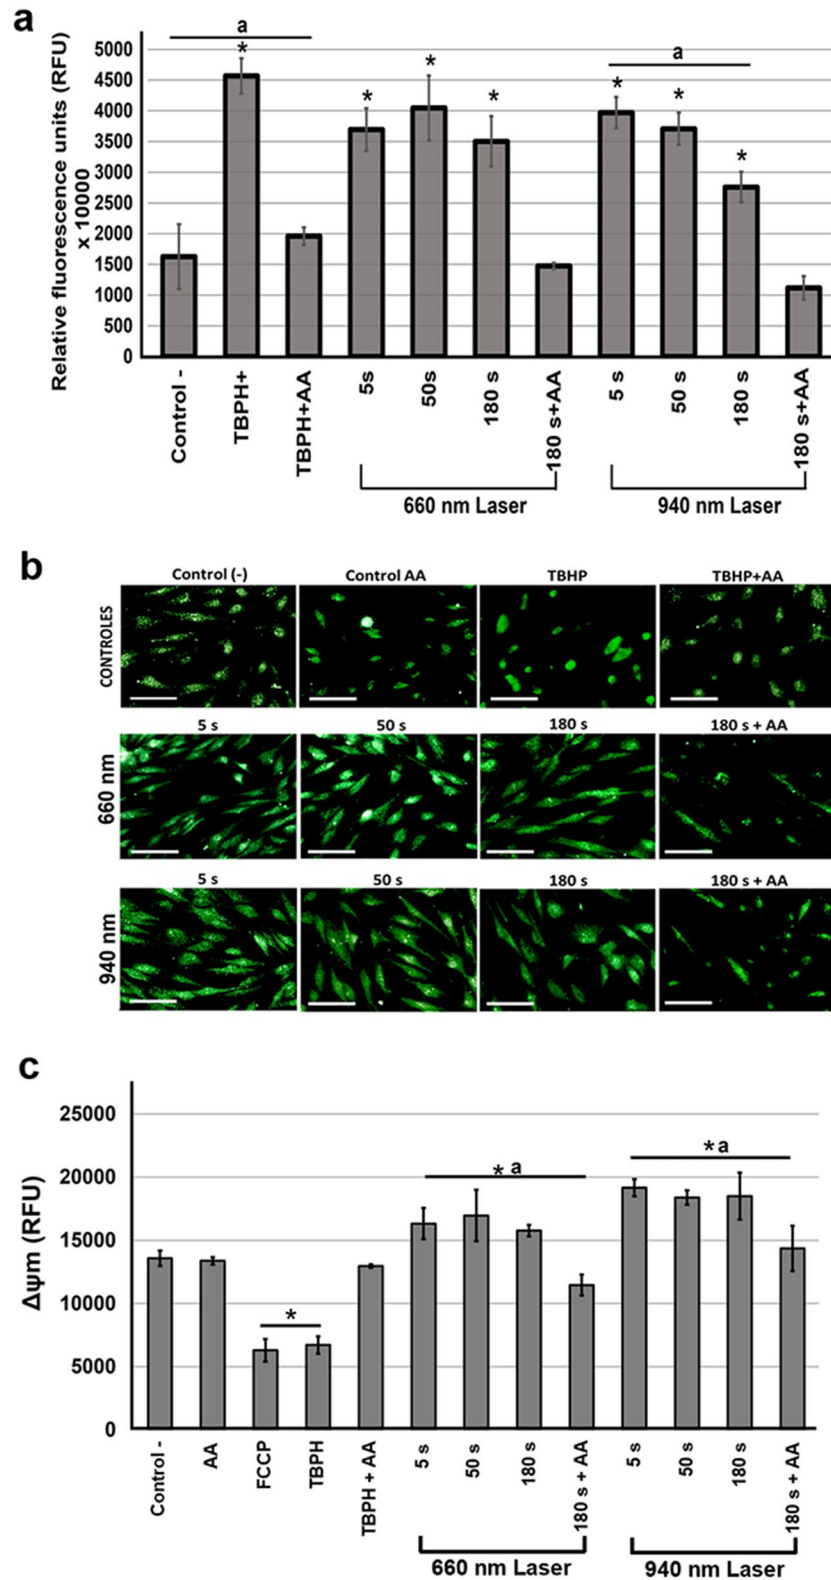 a
a
*
*
*
*
a
*
*
*
Relative fluorescence units (RFU)
x 10000
5000
4500
4000
3500
3000
2500
2000
1500
1000
500
0
Control -
TBPH+
TBPH+AA
5s
50s
180 s
180 s+AA
5 s
50 s
180 s
180 s+AA
660 nm Laser
940 nm Laser
b
Control (-)
Control AA
TBHP
TBHP+AA
CONTROLES
5 s
50 s
180 s
180 s + AA
660 nm
5 s
50 s
180 s
180 s + AA
940 nm
c
Δψm (RFU)
25000
20000
15000
10000
5000
0
*
* a
* a
Control -
AA
FCCP
TBPH
TBPH + AA
5 s
50 s
180 s
180 s + AA
5 s
50 s
180 s
180 s + AA
660 nm Laser
940 nm Laser